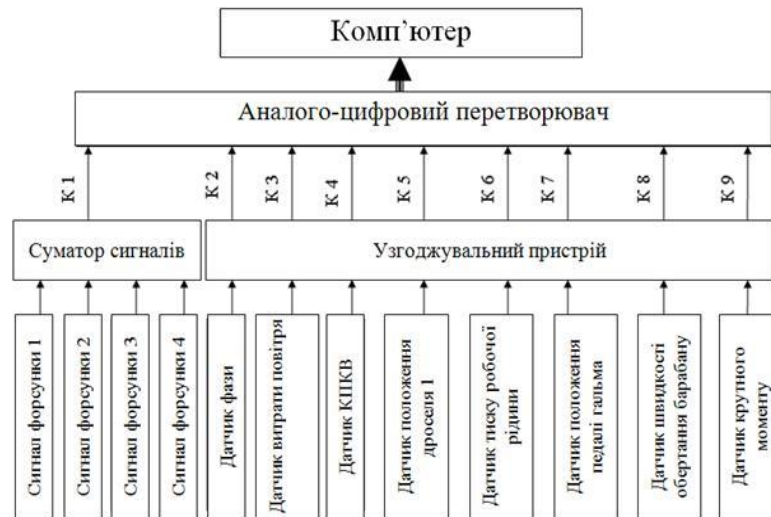 Комп’ютер
Аналого-цифровий перетворювач
К 1
К 2
К 3
К 4
К 5
К 6
К 7
К 8
К 9
Суматор сигналів
Узгоджувальний пристрій
Сигнал форсунки 1
Сигнал форсунки 2
Сигнал форсунки 3
Сигнал форсунки 4
Датчик фази
Датчик витрати повітря
Датчик КПКВ
Датчик положення
дроселя 1
Датчик тиску робочої
рідини
Датчик положення
педалі гальма
Датчик швидкості
обертання барабану
Датчик крутного
моменту